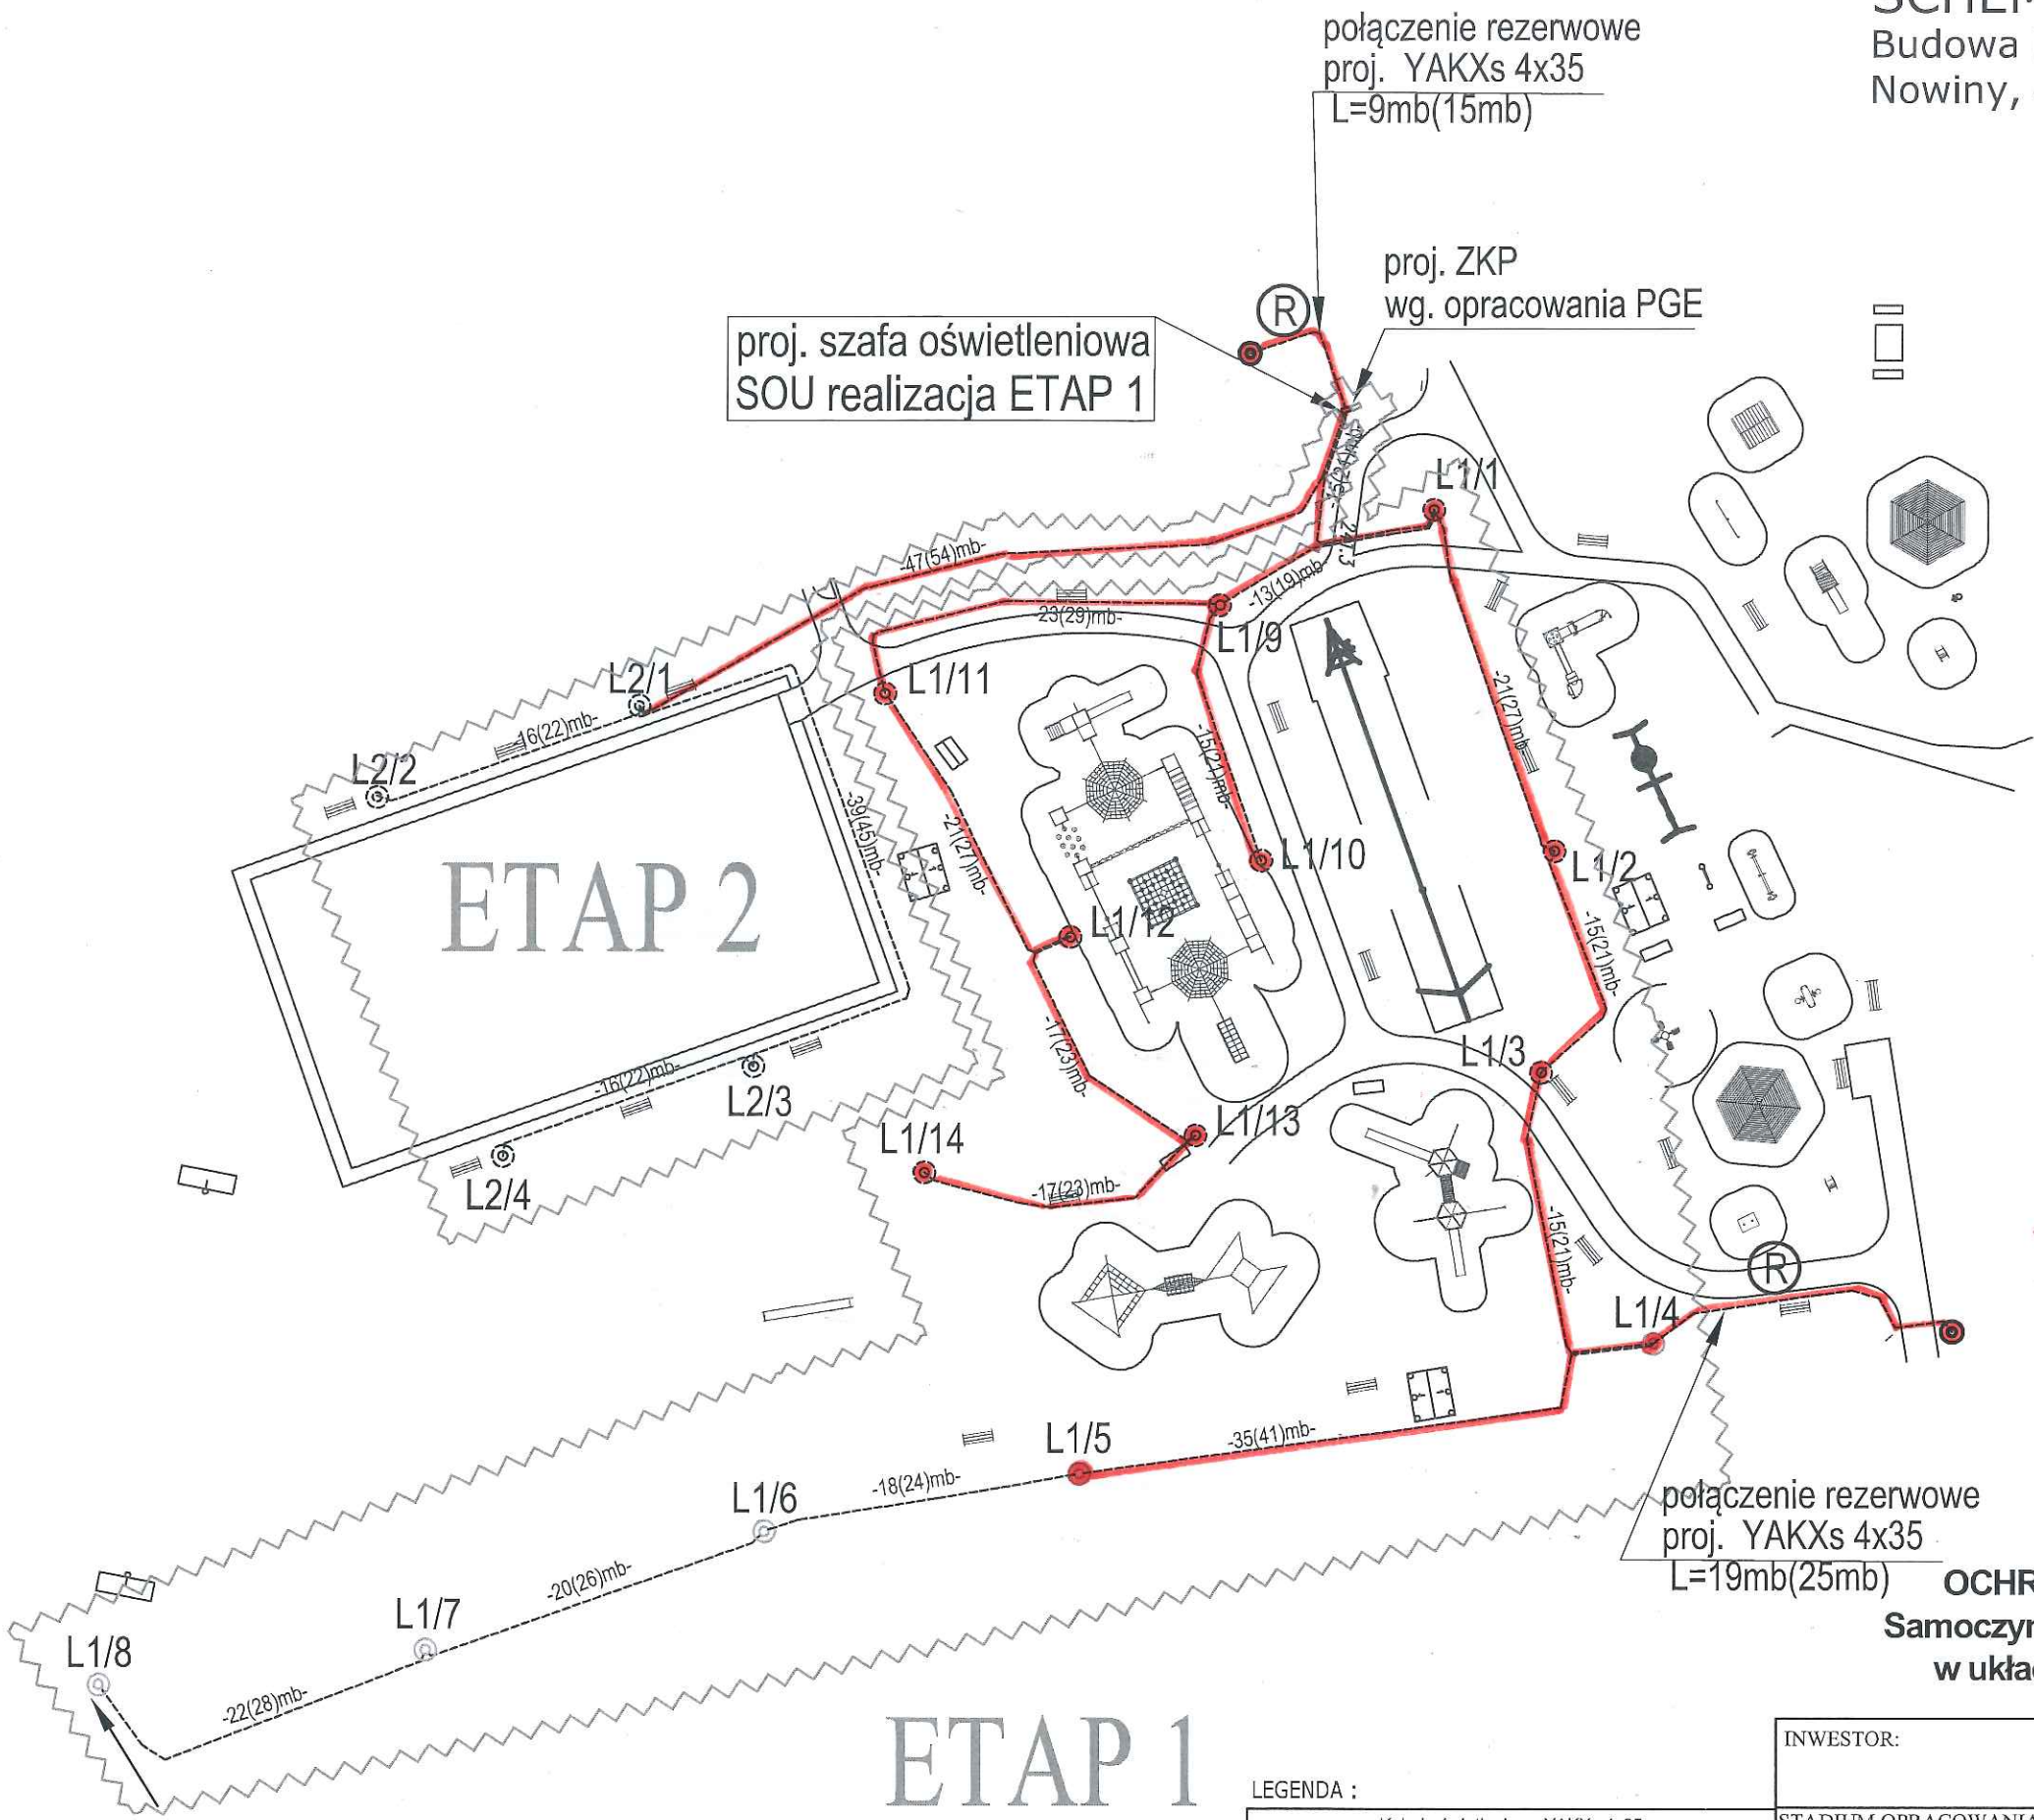 połączenie rezerwowe
proj. YAKXs 4x35
L=9mb(15mb)
Budowa
Nowiny,
proj. ZKP
wg. opracowania PGE
R
proj. szafa oświetleniowa
SOU realizacja ETAP 1
L1/1
-47(54)mb-
-13(19)mb-
-23(29)mb-
L1/9
L2/1
L1/11
-21(27)mb-
-16(22)mb-
L2/2
-15(21)mb-
-39(45)mb-
-21(27)mb-
L1/10
L1/2
ETAP 2
L1/12
-15(21)mb-
-17(23)mb-
L1/3
-16(22)mb-
L2/3
L1/13
L1/14
-17(23)mb-
L2/4
-15(21)mb-
R
L1/4
L1/5
-35(41)mb-
-18(24)mb-
L1/6
połączenie rezerwowe
proj. YAKXs 4x35
L=19mb(25mb)
-20(26)mb-
L1/7
OCHR
Samoczyn
w ukła
L1/8
-22(28)mb-
ETAP 1
INWESTOR:
LEGENDA :
STADIUM OPRACOWANIA